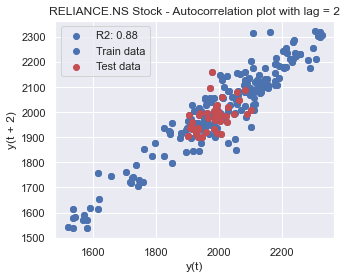 RELIANCE.NS Stock - Autocorrelation plot with lag = 2
R2: 0.88
Train data
Test data
y(t + 2)
2300
2200
2100
2000
1900
1800
1700
1600
1500
1600
1800
2000
2200
y(t)